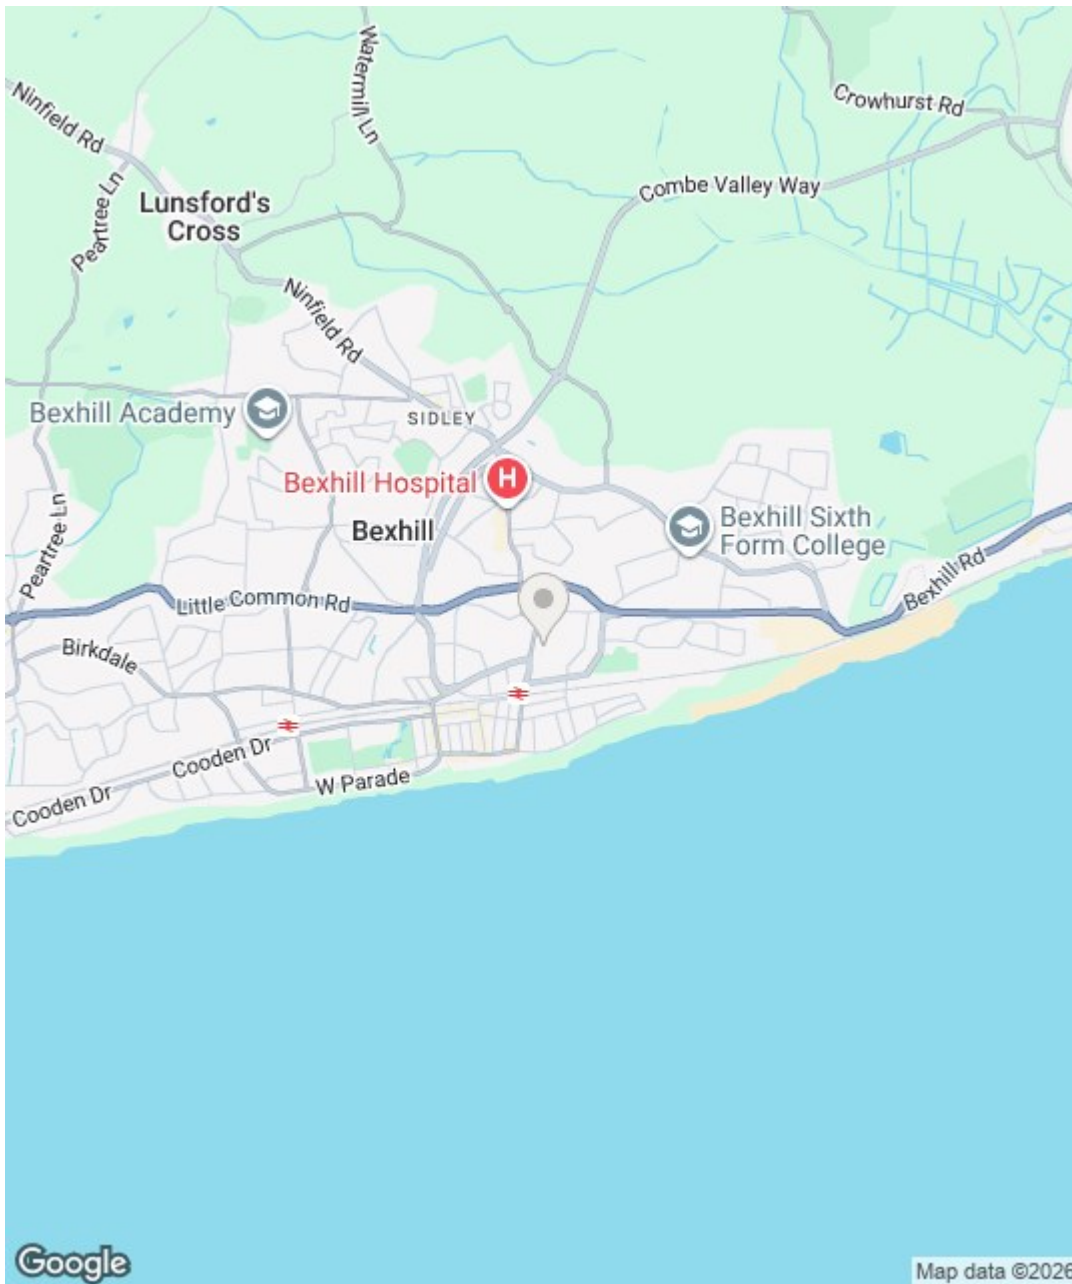 Watermill Ln
Ninfield Rd
Crowhurst Rd
Combe Valley Way
Peartree Ln
Lunsford's
Cross
Ninfield Rd
Bexhill Academy
SIDLEY
Bexhill Hospital
H
Bexhill
Bexhill Sixth
Form College
Peartree Ln
Bexhill Rd
Little Common Rd
Birkdale
Cooden Dr
W Parade
Cooden Dr
Google
Map data ©2026